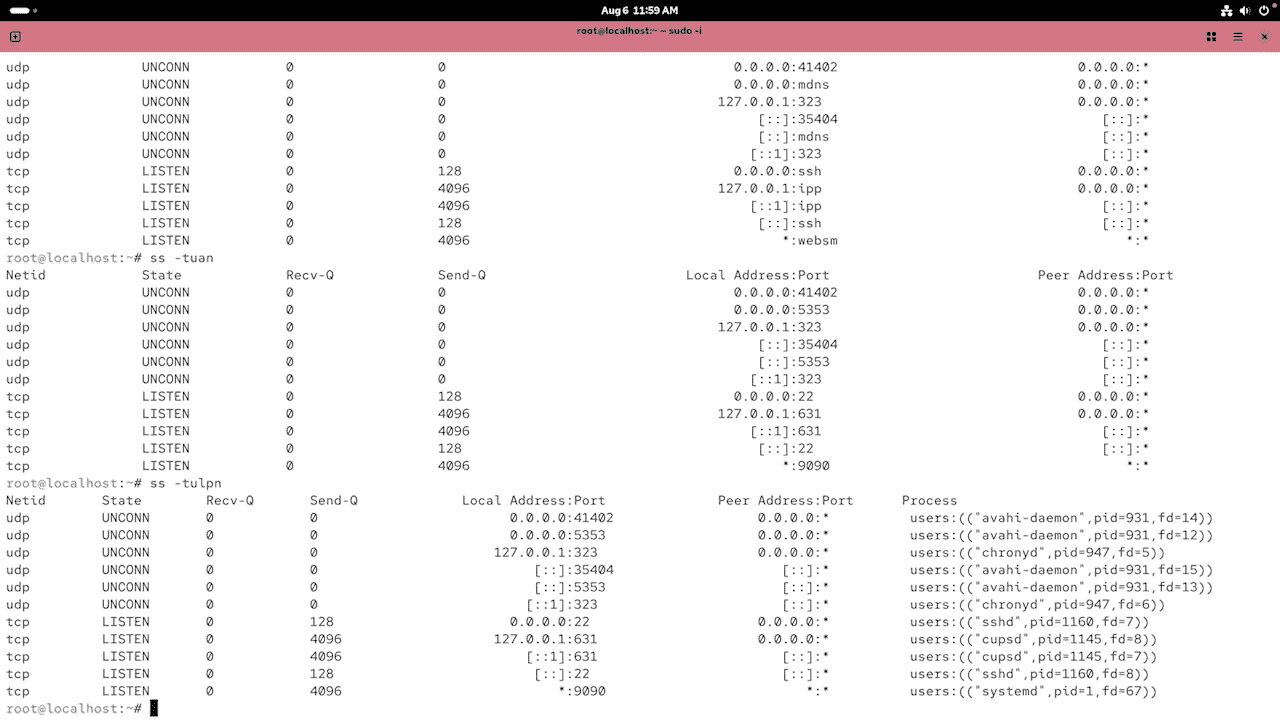 Aug 6 11:59 AM
root@localhost:~ — sudo -i
udp UNCONN 0 0 0.0.0.0:41402 0.0.0.0:*
udp UNCONN 0 0 0.0.0.0:mdns 0.0.0.0:*
udp UNCONN 0 0 127.0.0.1:323 0.0.0.0:*
udp UNCONN 0 0 [::]:35404 [::]:*
udp UNCONN 0 0 [::]:mdns [::]:*
udp UNCONN 0 0 [::1]:323 [::]:*
tcp LISTEN 0 128 0.0.0.0:ssh 0.0.0.0:*
tcp LISTEN 0 4096 127.0.0.1:ipp 0.0.0.0:*
tcp LISTEN 0 4096 [::1]:ipp [::]:*
tcp LISTEN 0 128 [::]:ssh [::]:*
tcp LISTEN 0 4096 *:websm *:*
root@localhost:~# ss -tuan
Netid State Recv-Q Send-Q Local Address:Port Peer Address:Port
udp UNCONN 0 0 0.0.0.0:41402 0.0.0.0:*
udp UNCONN 0 0 0.0.0.0:5353 0.0.0.0:*
udp UNCONN 0 0 127.0.0.1:323 0.0.0.0:*
udp UNCONN 0 0 [::]:35404 [::]:*
udp UNCONN 0 0 [::]:5353 [::]:*
udp UNCONN 0 0 [::1]:323 [::]:*
tcp LISTEN 0 128 0.0.0.0:22 0.0.0.0:*
tcp LISTEN 0 4096 127.0.0.1:631 0.0.0.0:*
tcp LISTEN 0 4096 [::1]:631 [::]:*
tcp LISTEN 0 128 [::]:22 [::]:*
tcp LISTEN 0 4096 *:9090 *:*
root@localhost:~# ss -tulpn
Netid State Recv-Q Send-Q Local Address:Port Peer Address:Port Process
udp UNCONN 0 0 0.0.0.0:41402 0.0.0.0:* users:(("avahi-daemon",pid=931,fd=14))
udp UNCONN 0 0 0.0.0.0:5353 0.0.0.0:* users:(("avahi-daemon",pid=931,fd=12))
udp UNCONN 0 0 127.0.0.1:323 0.0.0.0:* users:(("chronyd",pid=947,fd=5))
udp UNCONN 0 0 [::]:35404 [::]:* users:(("avahi-daemon",pid=931,fd=15))
udp UNCONN 0 0 [::]:5353 [::]:* users:(("avahi-daemon",pid=931,fd=13))
udp UNCONN 0 0 [::1]:323 [::]:* users:(("chronyd",pid=947,fd=6))
tcp LISTEN 0 128 0.0.0.0:22 0.0.0.0:* users:(("sshd",pid=1160,fd=7))
tcp LISTEN 0 4096 127.0.0.1:631 0.0.0.0:* users:(("cupsd",pid=1145,fd=8))
tcp LISTEN 0 4096 [::1]:631 [::]:* users:(("cupsd",pid=1145,fd=7))
tcp LISTEN 0 128 [::]:22 [::]:* users:(("sshd",pid=1160,fd=8))
tcp LISTEN 0 4096 *:9090 *:* users:(("systemd",pid=1,fd=67))
root@localhost:~#